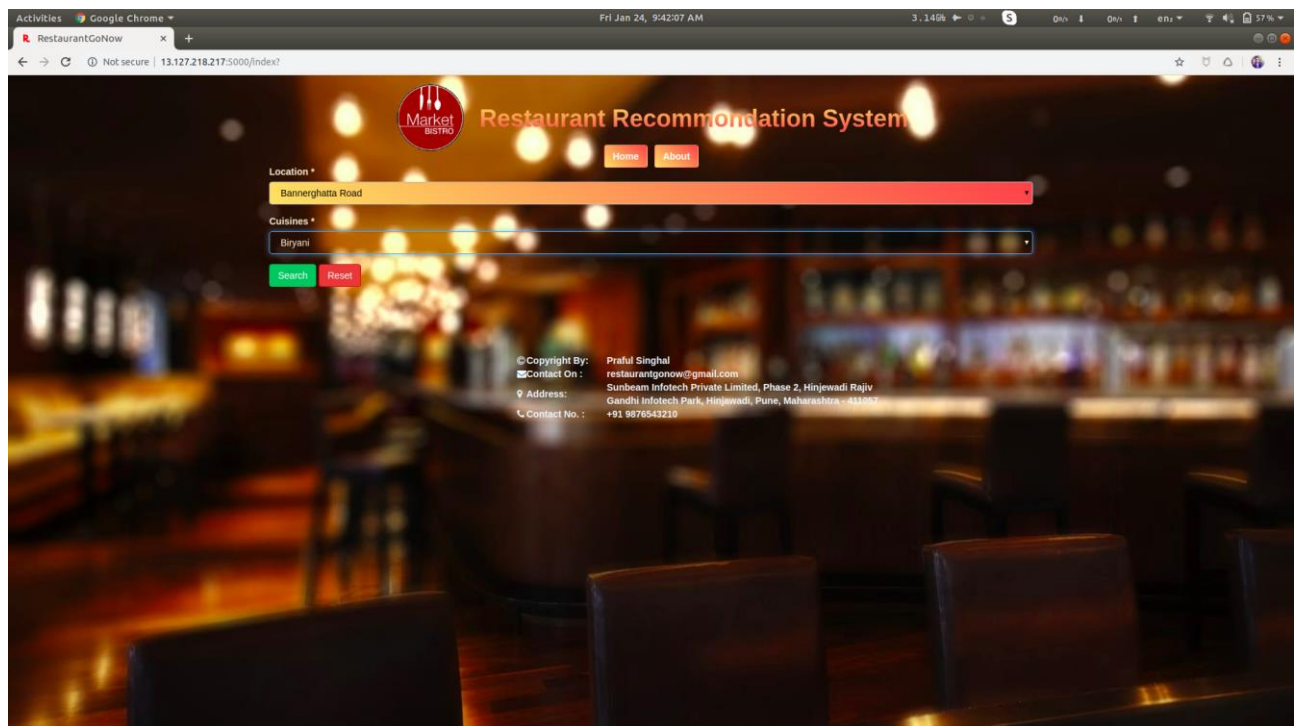 Activities Google Chrome Fri Jan 24, 9:42:07 AM en₂ 57 %
RestaurantGoNow
Not secure | 13.127.218.217:5000/index?
Market
BISTRO
Restaurant Recommondation System
Home About
Location *
Bannerghatta Road
Cuisines *
Biryani
Search Reset
©Copyright By: Praful Singhal
Contact On : restaurantgonow@gmail.com
Address: Sunbeam Infotech Private Limited, Phase 2, Hinjewadi Rajiv
Gandhi Infotech Park, Hinjawadi, Pune, Maharashtra - 411057
Contact No. : +91 9876543210